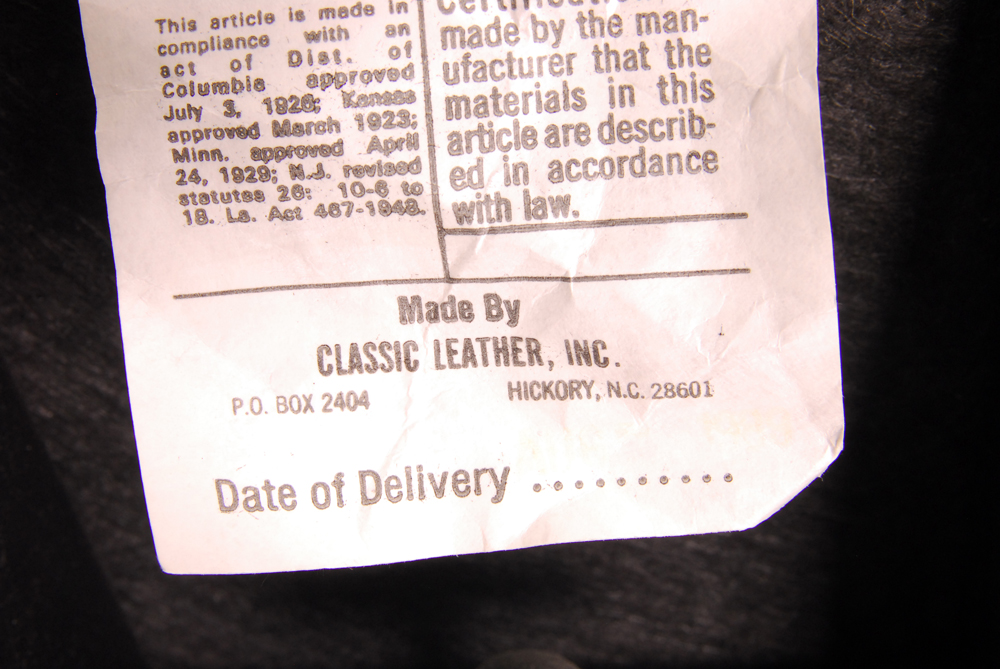 This article is made in
compliance with an
act of Dist. of
Columbia approved
July 3, 1926; Kansas
approved March 1923;
Minn. approved April
24, 1929; N.J. revised
statutes 26: 10-6 to
18. La. Act 467-1948.
Certification
made by the man-
ufacturer that the
materials in this
article are describ-
ed in accordance
with law.
Made By
CLASSIC LEATHER, INC.
P.O. BOX 2404 HICKORY, N.C. 28601
Date of Delivery ..........